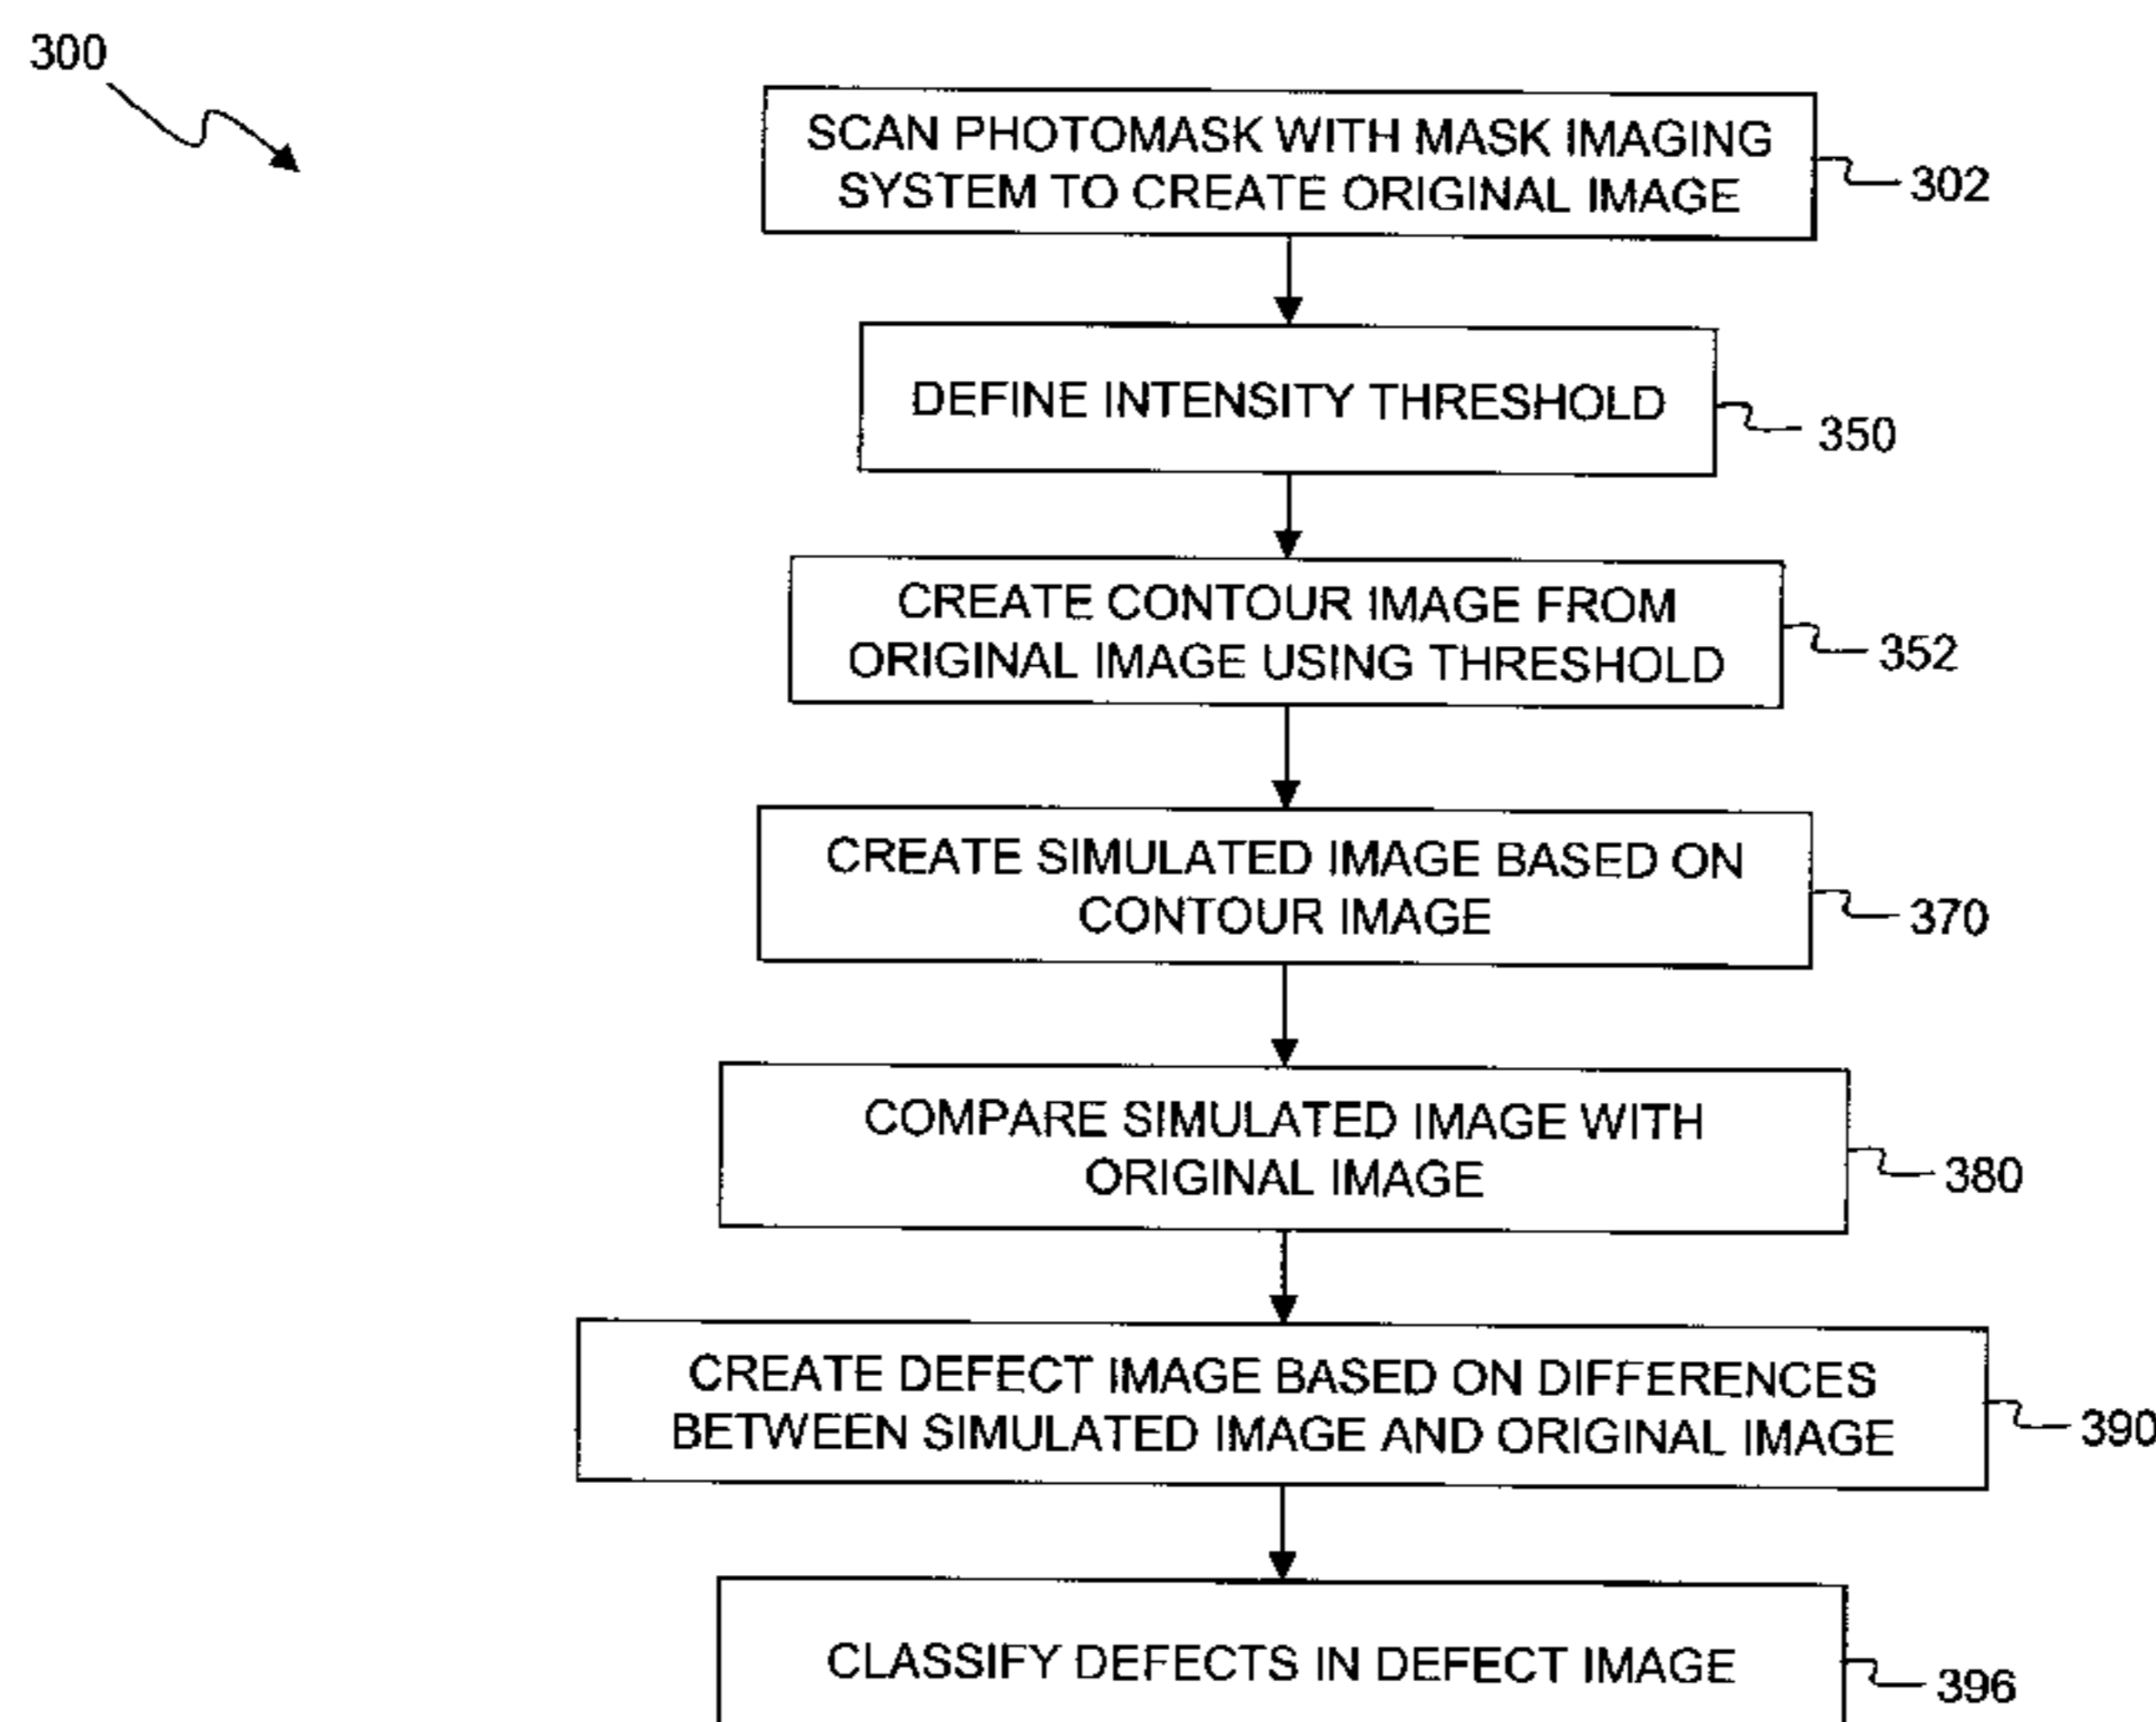 300
SCAN PHOTOMASK WITH MASK IMAGING
SYSTEM TO CREATE ORIGINAL IMAGE
302
DEFINE INTENSITY THRESHOLD
350
CREATE CONTOUR IMAGE FROM
ORIGINAL IMAGE USING THRESHOLD
352
CREATE SIMULATED IMAGE BASED ON
CONTOUR IMAGE
370
COMPARE SIMULATED IMAGE WITH
ORIGINAL IMAGE
380
CREATE DEFECT IMAGE BASED ON DIFFERENCES
BETWEEN SIMULATED IMAGE AND ORIGINAL IMAGE
390
CLASSIFY DEFECTS IN DEFECT IMAGE
396